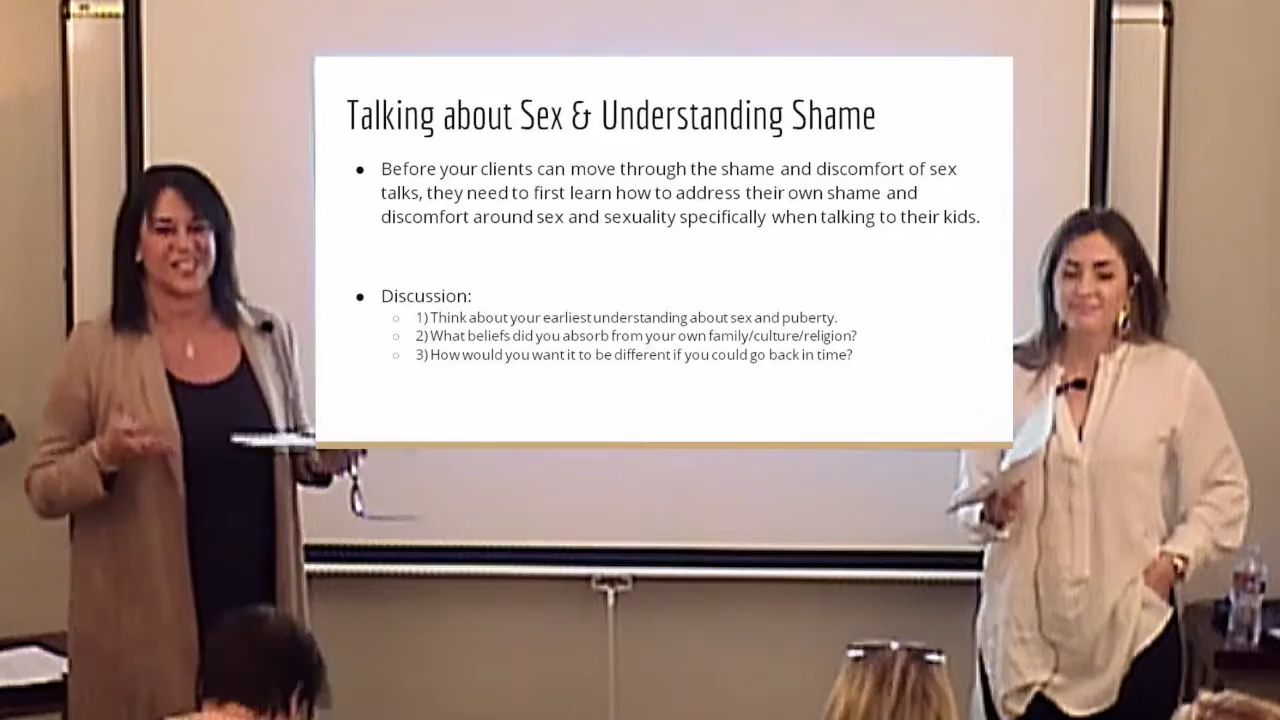 Talking about Sex & Understanding Shame
● Before your clients can move through the shame and discomfort of sex
talks, they need to first learn how to address their own shame and
discomfort around sex and sexuality specifically when talking to their kids.
● Discussion:
○ 1) Think about your earliest understanding about sex and puberty.
○ 2) What beliefs did you absorb from your own family/culture/religion?
○ 3) How would you want it to be different if you could go back in time?